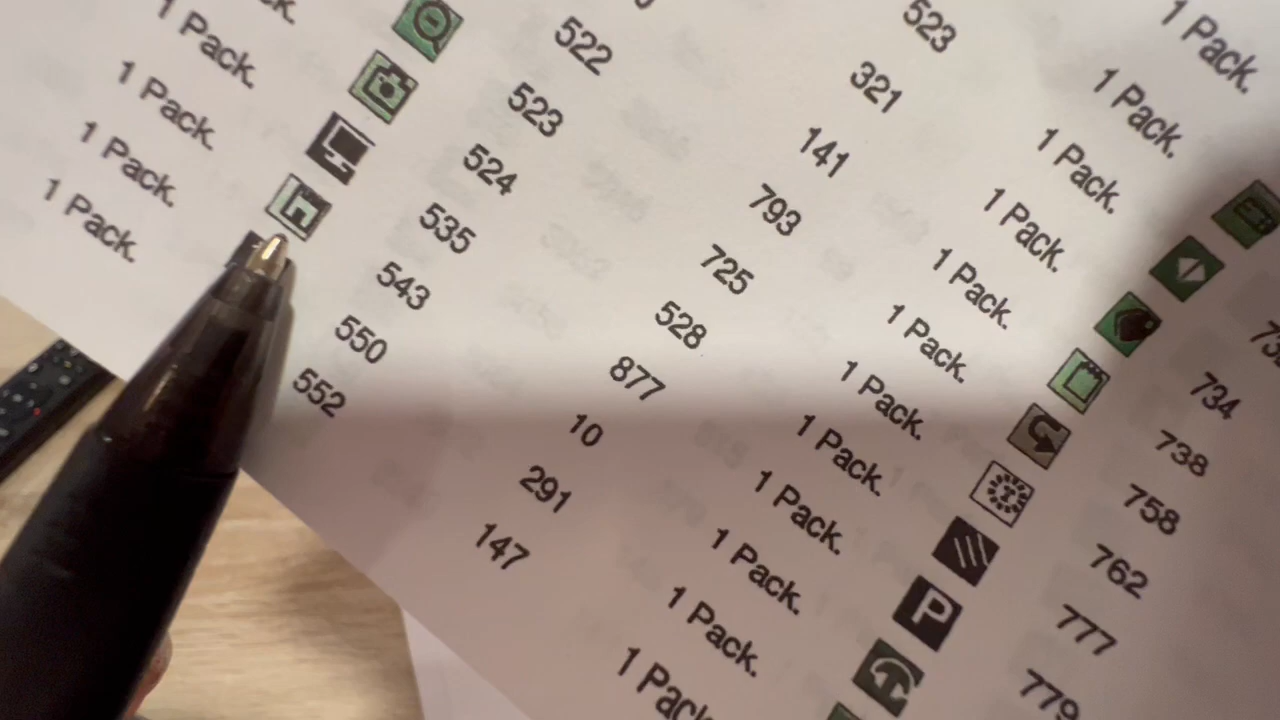 1 Pack.
1 Pack.
523 1 Pack.
321 1 Pack. 734
141 1 Pack. 738
522 793 1 Pack. 758
523 725 1 Pack. I 762
524 528 1 Pack. 777
1 Pack. 535 877 1 Pack. P 779
1 Pack. 543 10 1 Pack.
1 Pack. 550 291 1 Pack.
1 Pack. 552 147 1 Pack